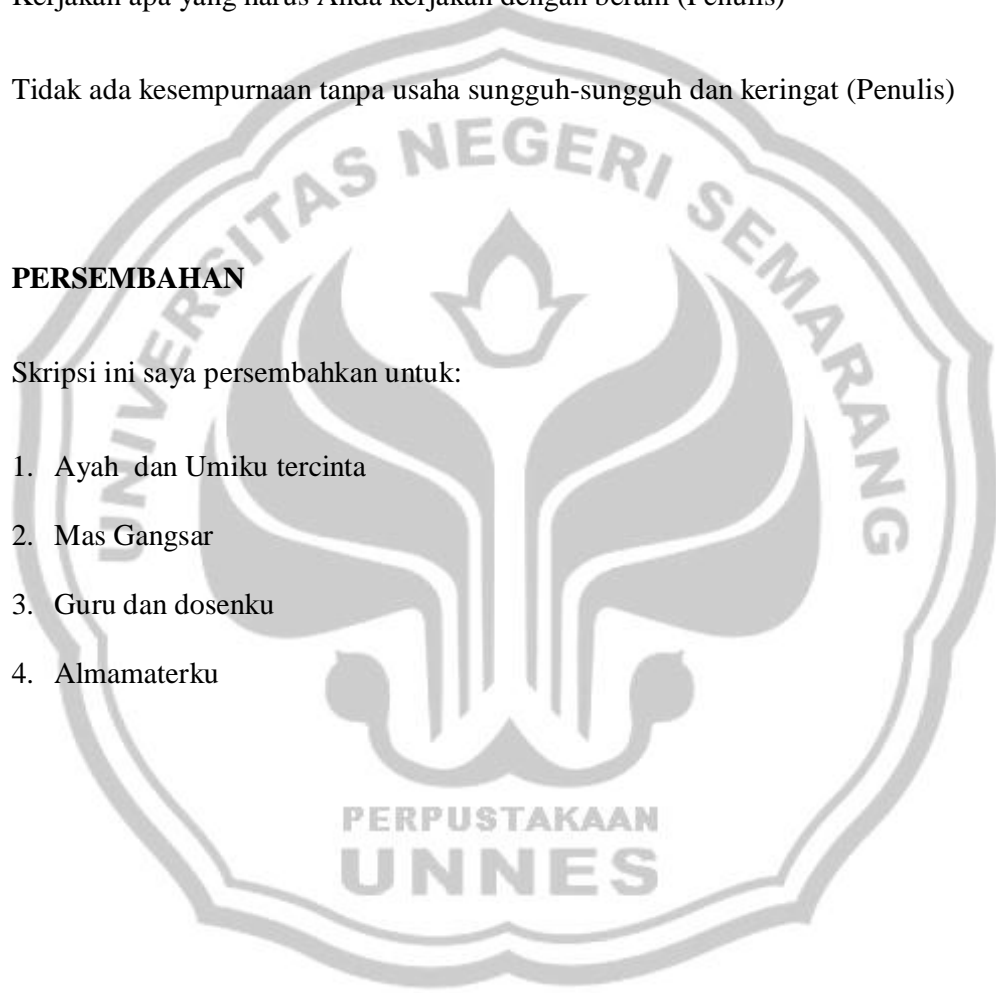 Kerjakan apa yang harus Anda kerjakan dengan berani (Penulis)
Tidak ada kesempurnaan tanpa usaha sungguh-sungguh dan keringat (Penulis)
UNIVERSITAS NEGERI SEMARANG
PERSEMBAHAN
Skripsi ini saya persembahkan untuk:
1. Ayah dan Umiku tercinta
2. Mas Gangsar
3. Guru dan dosenku
4. Almamaterku
PERPUSTAKAAN
UNNES